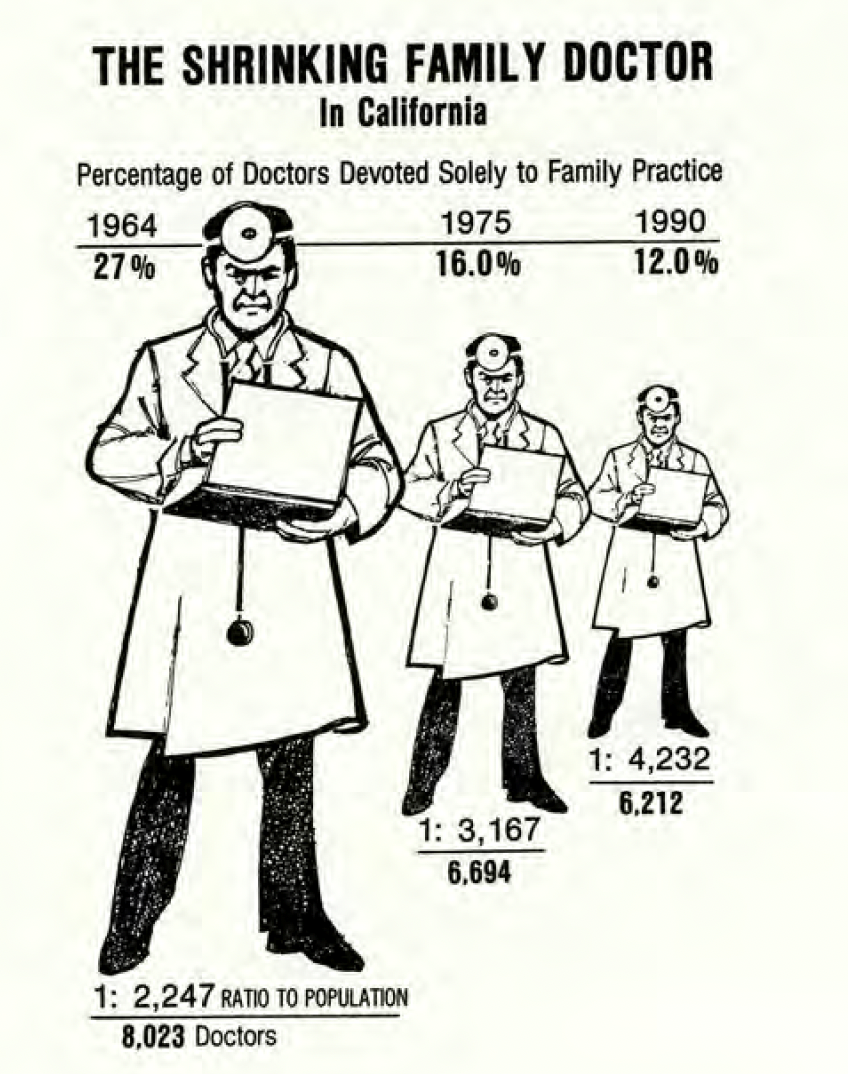 THE SHRINKING FAMILY DOCTOR
In California
Percentage of Doctors Devoted Solely to Family Practice
1964 1975 1990
27% 16.0% 12.0%
1: 4,232
6,212
1: 3,167
6,694
1: 2,247 RATIO TO POPULATION
8,023 Doctors